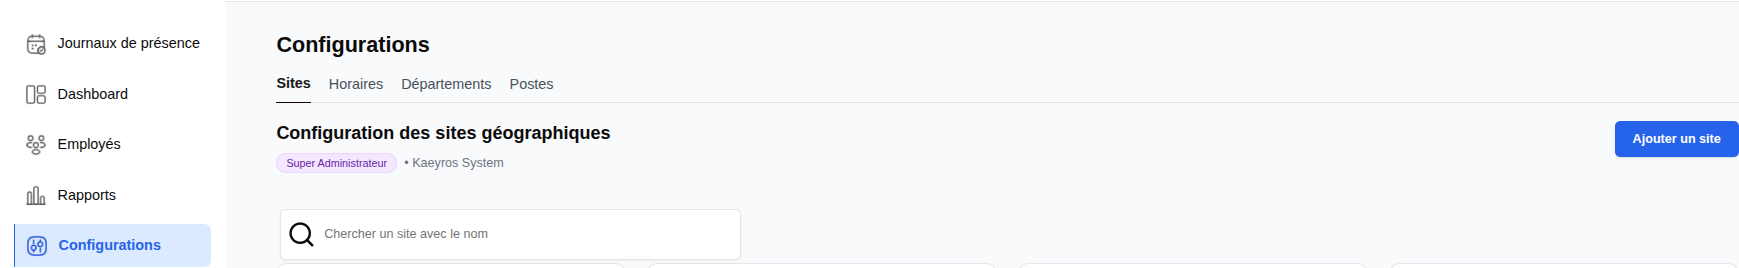 Journaux de présence
Dashboard
Employés
Rapports
Configurations
Configurations
Sites Horaires Départements Postes
Configuration des sites géographiques
Super Administrateur • Kaeyros System
Ajouter un site
Chercher un site avec le nom